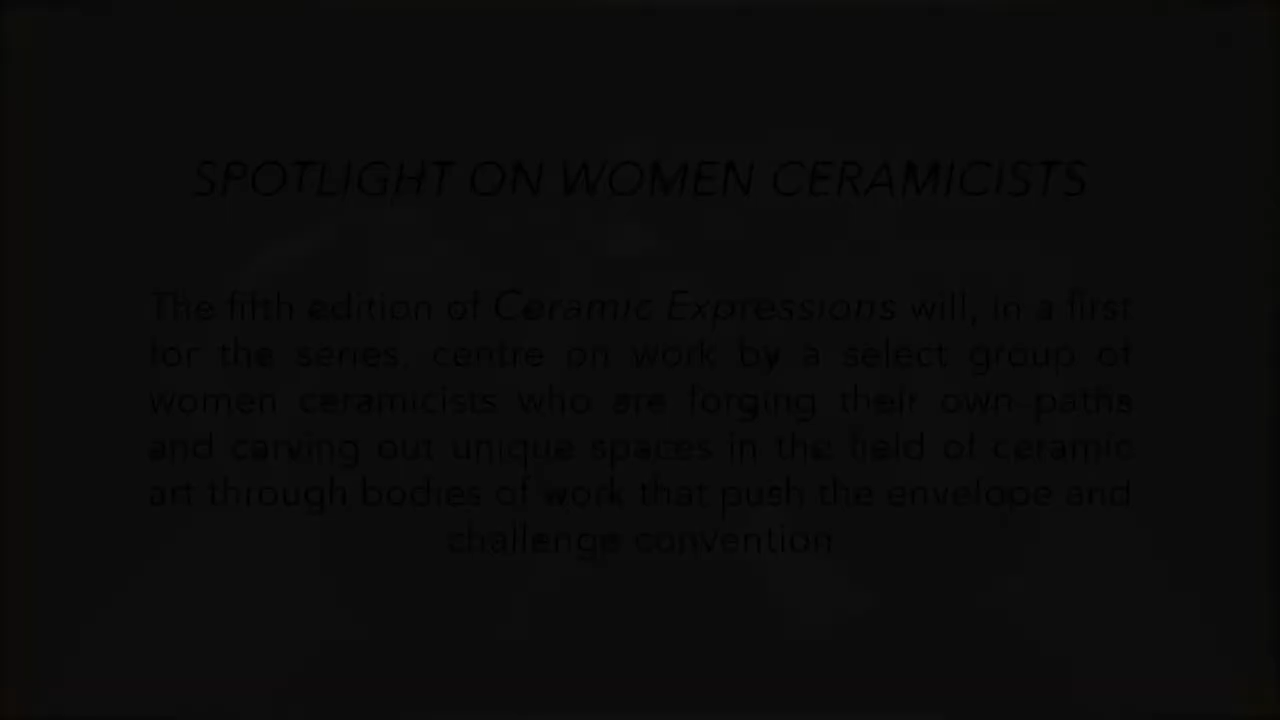 SPOTLIGHT ON WOMEN CERAMICISTS
The fifth edition of Ceramic Expressions will, in a first
for the series, centre on work by a select group of
women ceramicists who are forging their own paths
and carving out unique spaces in the field of ceramic
art through bodies of work that push the envelope and
challenge convention